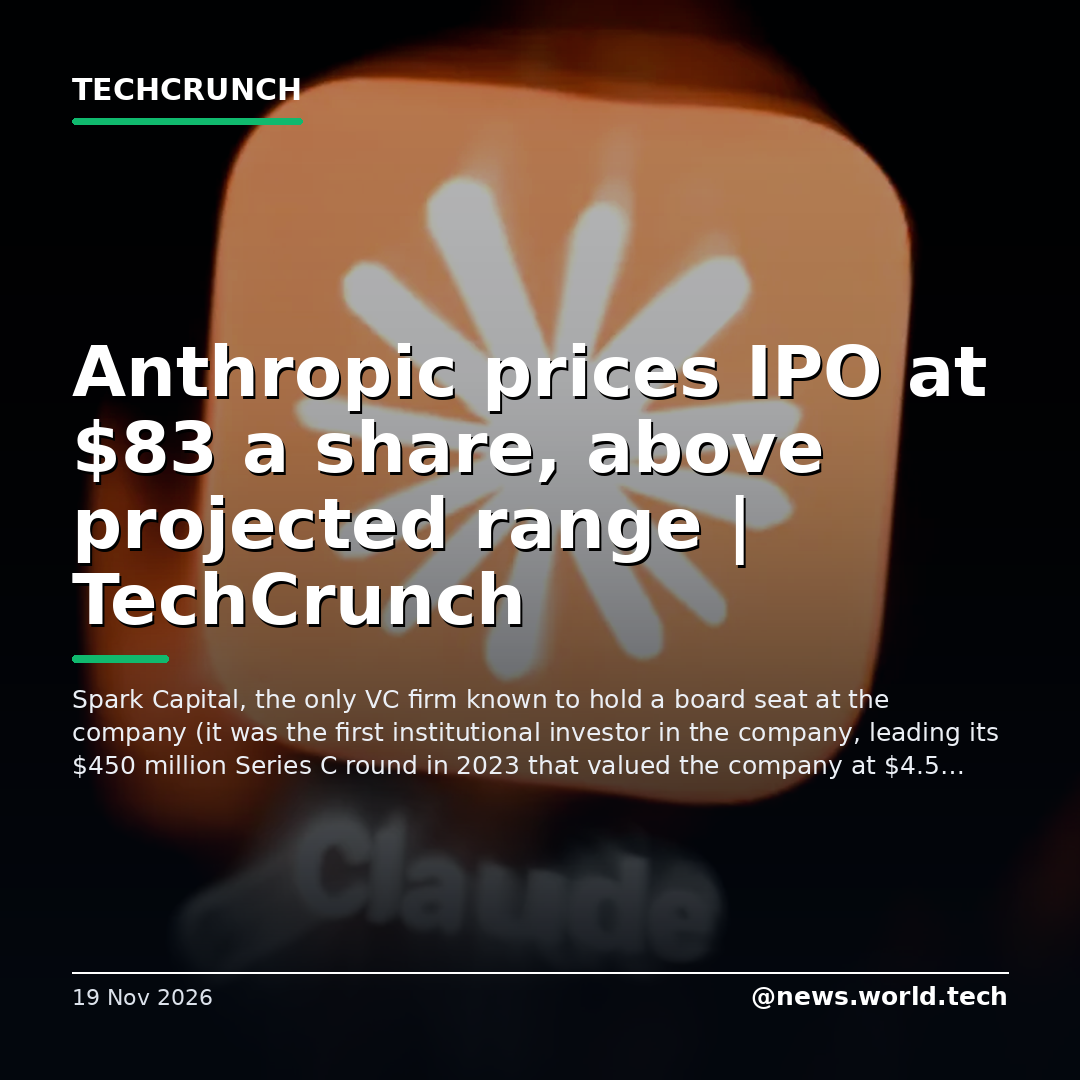 TECHCRUNCH
Anthropic prices IPO at
$83 a share, above
projected range |
TechCrunch
Spark Capital, the only VC firm known to hold a board seat at the
company (it was the first institutional investor in the company, leading its
$450 million Series C round in 2023 that valued the company at $4.5...
Claude
19 Nov 2026
@news.world.tech